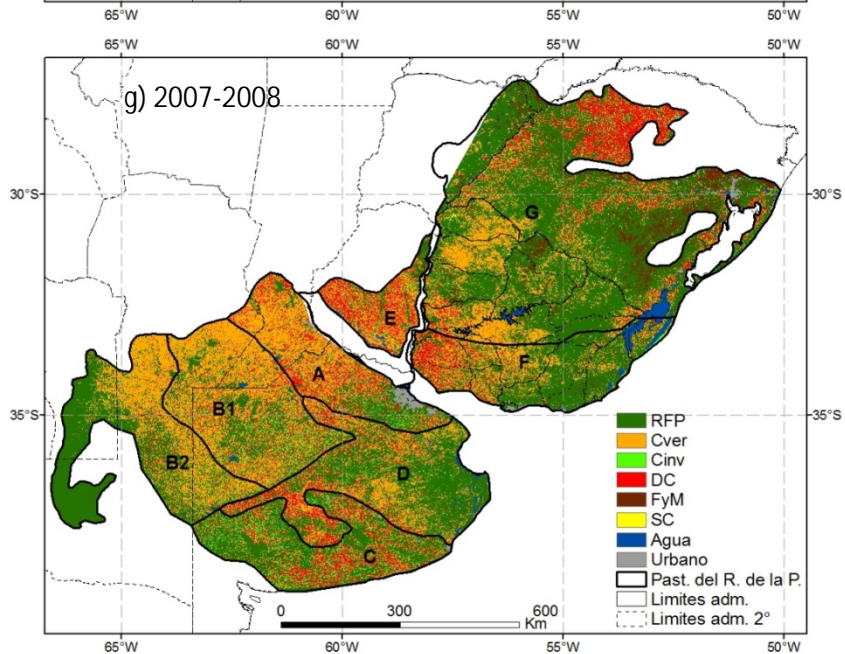 65°W 60°W 55°W 50°W
65°W 60°W 55°W 50°W
g) 2007-2008
30°S 30°S
G
E
A
F
B1
35°S 35°S
B2
D
C
RFP
Cver
Cinv
DC
FyM
SC
Agua
Urbano
Past. del R. de la P.
Limites adm.
Limites adm. 2°
0 300 600
Km
65°W 60°W 55°W 50°W